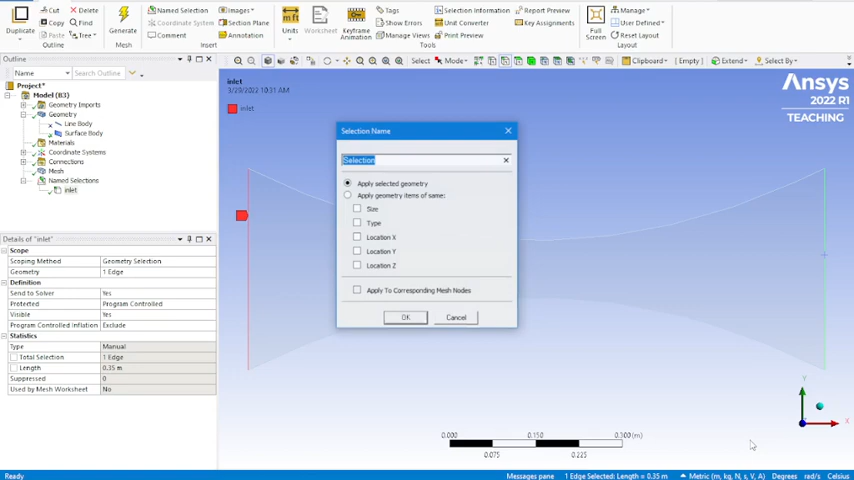 Duplicate
Cut
Copy
Paste
Delete
Find
Tree
Outline
Generate
Mesh
Named Selection
Coordinate System
Comment
Images
Section Plane
Annotation
Insert
Units
Worksheet
Keyframe
Animation
Tags
Show Errors
Manage Views
Selection Information
Unit Converter
Print Preview
Report Preview
Key Assignments
Tools
Full
Screen
Manage
User Defined
Reset Layout
Layout
Select
Mode
Clipboard
[ Empty ]
Extend
Select By
Outline
Name
Search Outline
Project*
Model (B3)
Geometry Imports
Geometry
Line Body
Surface Body
Materials
Coordinate Systems
Connections
Mesh
Named Selections
inlet
Details of "inlet"
Scope
Scoping Method Geometry Selection
Geometry 1 Edge
Definition
Send to Solver Yes
Protected Program Controlled
Visible Yes
Program Controlled Inflation Exclude
Statistics
Type Manual
Total Selection 1 Edge
Length 0.35 m
Suppressed 0
Used by Mesh Worksheet No
inlet
3/29/2022 10:31 AM
inlet
Ansys
2022 R1
TEACHING
Selection Name
Selection
Apply selected geometry
Apply geometry items of same:
Size
Type
Location X
Location Y
Location Z
Apply To Corresponding Mesh Nodes
OK Cancel
0.000 0.150 0.300 (m)
0.075 0.225
Y
X
Ready
Messages pane
1 Edge Selected: Length = 0.35 m
Metric (m, kg, N, s, V, A) Degrees rad/s Celsius